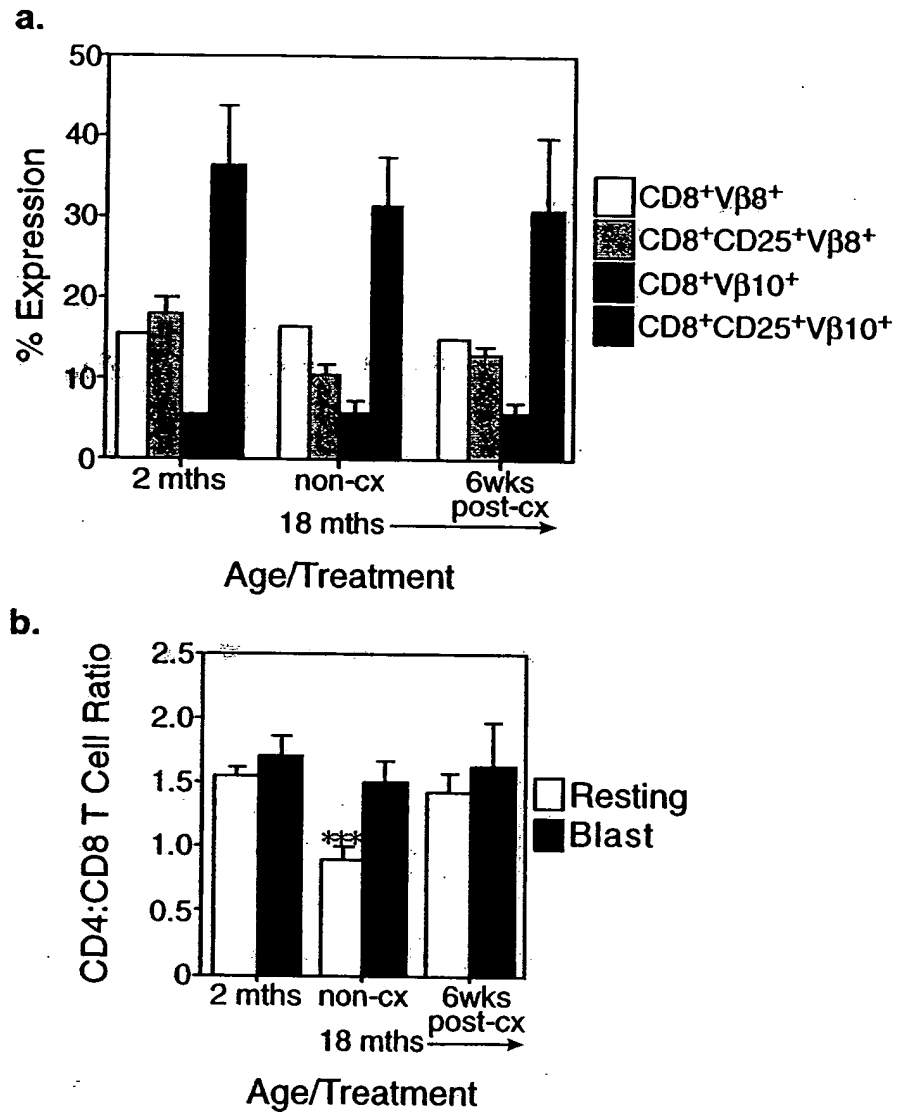 a.
% Expression
50
40
30
20
10
0
2 mths
non-cx
6wks
post-cx
18 mths
Age/Treatment
CD8⁺Vβ8⁺
CD8⁺CD25⁺Vβ8⁺
CD8⁺Vβ10⁺
CD8⁺CD25⁺Vβ10⁺
b.
CD4:CD8 T Cell Ratio
2.5
2.0
1.5
1.0
0.5
0
***
2 mths
non-cx
6wks
post-cx
18 mths
Age/Treatment
Resting
Blast